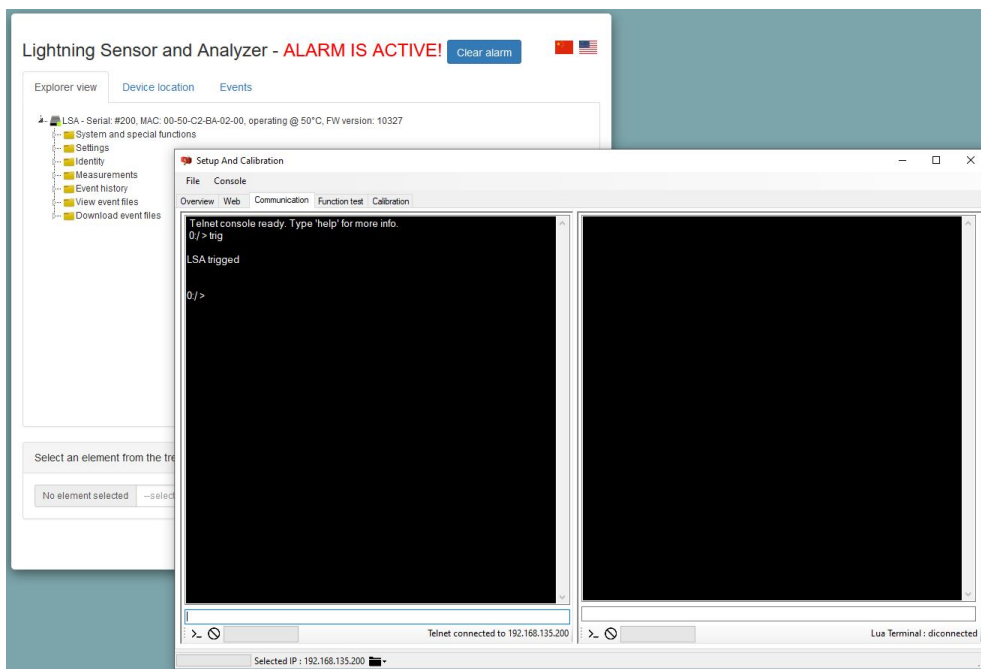 Lightning Sensor and Analyzer - ALARM IS ACTIVE! Clear alarm
Explorer view Device location Events
LSA - Serial: #200, MAC: 00-50-C2-BA-02-00, operating @ 50°C, FW version: 10327
System and special functions
Settings
Identity
Measurements
Event history
View event files
Download event files
Select an element from the tre
No element selected --select
Setup And Calibration
File Console
Overview Web Communication Function test Calibration
Telnet console ready. Type 'help' for more info.
0:/ > trig
LSA trigged
0:/ >
>_ Telnet connected to 192.168.135.200
>_ Lua Terminal : diconnected
Selected IP : 192.168.135.200